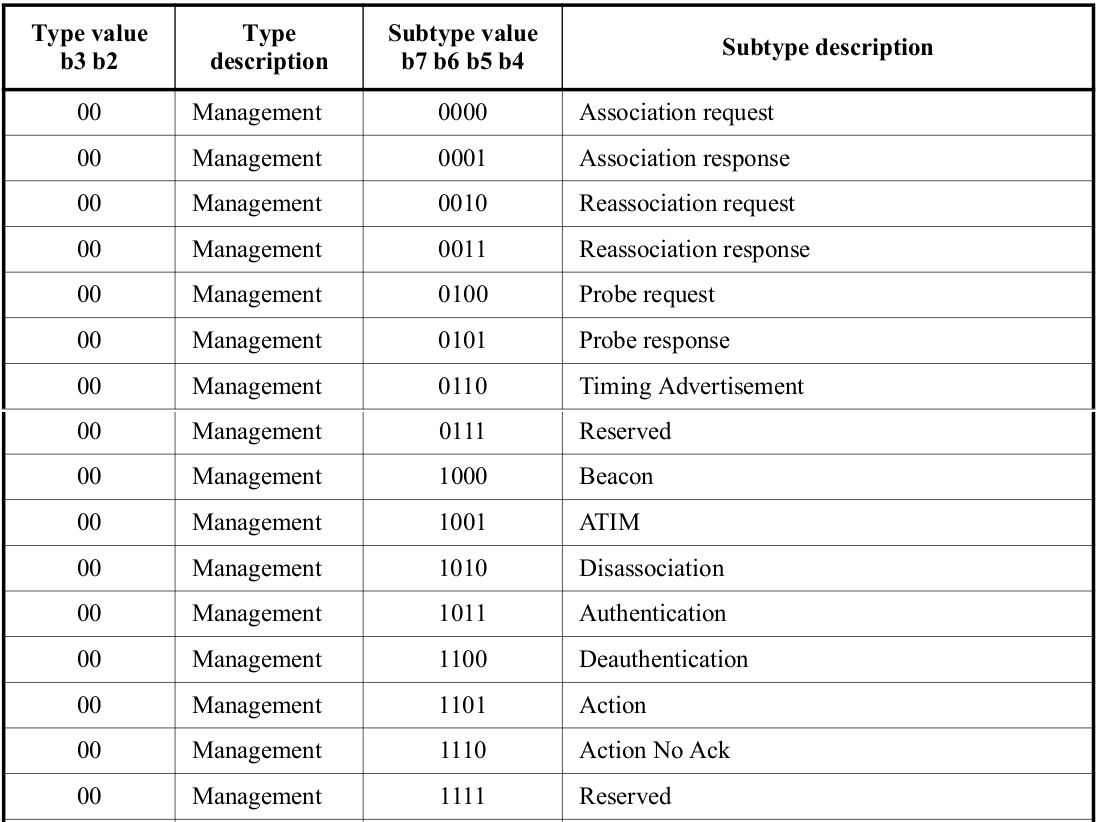 Type value b3 b2 Type description Subtype value b7 b6 b5 b4 Subtype description
00 Management 0000 Association request
00 Management 0001 Association response
00 Management 0010 Reassociation request
00 Management 0011 Reassociation response
00 Management 0100 Probe request
00 Management 0101 Probe response
00 Management 0110 Timing Advertisement
00 Management 0111 Reserved
00 Management 1000 Beacon
00 Management 1001 ATIM
00 Management 1010 Disassociation
00 Management 1011 Authentication
00 Management 1100 Deauthentication
00 Management 1101 Action
00 Management 1110 Action No Ack
00 Management 1111 Reserved